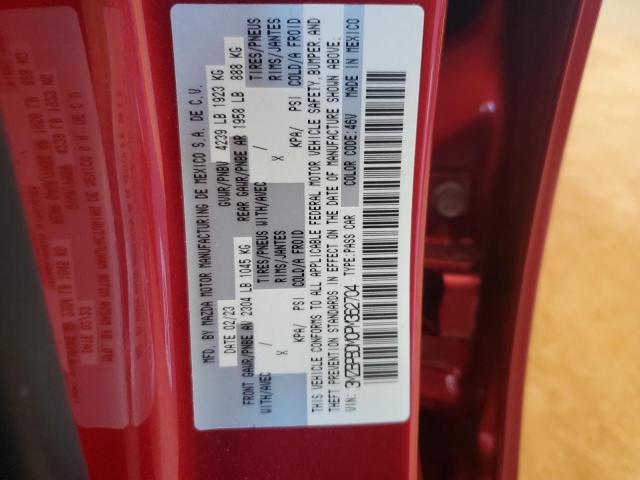 MFD. BY MAZDA MOTOR MANUFACTURING DE MEXICO S.A. DE C.V.
DATE 02/23 GVWR/PNBV 4239 LB 1923 KG
FRONT GAWR/PNBE AV 2304 LB 1045 KG REAR GAWR/PNBE AR 1958 LB 888 KG
WITH/AVEC TIRES/PNEUS WITH/AVEC TIRES/PNEUS
X RIMS/JANTES X RIMS/JANTES
KPA/ PSI COLD/A FROID KPA/ PSI COLD/A FROID
THIS VEHICLE CONFORMS TO ALL APPLICABLE FEDERAL MOTOR VEHICLE SAFETY, BUMPER, AND
THEFT PREVENTION STANDARDS IN EFFECT ON THE DATE OF MANUFACTURE SHOWN ABOVE.
VIN: TYPE:PASS CAR COLOR CODE:46V MADE IN MEXICO